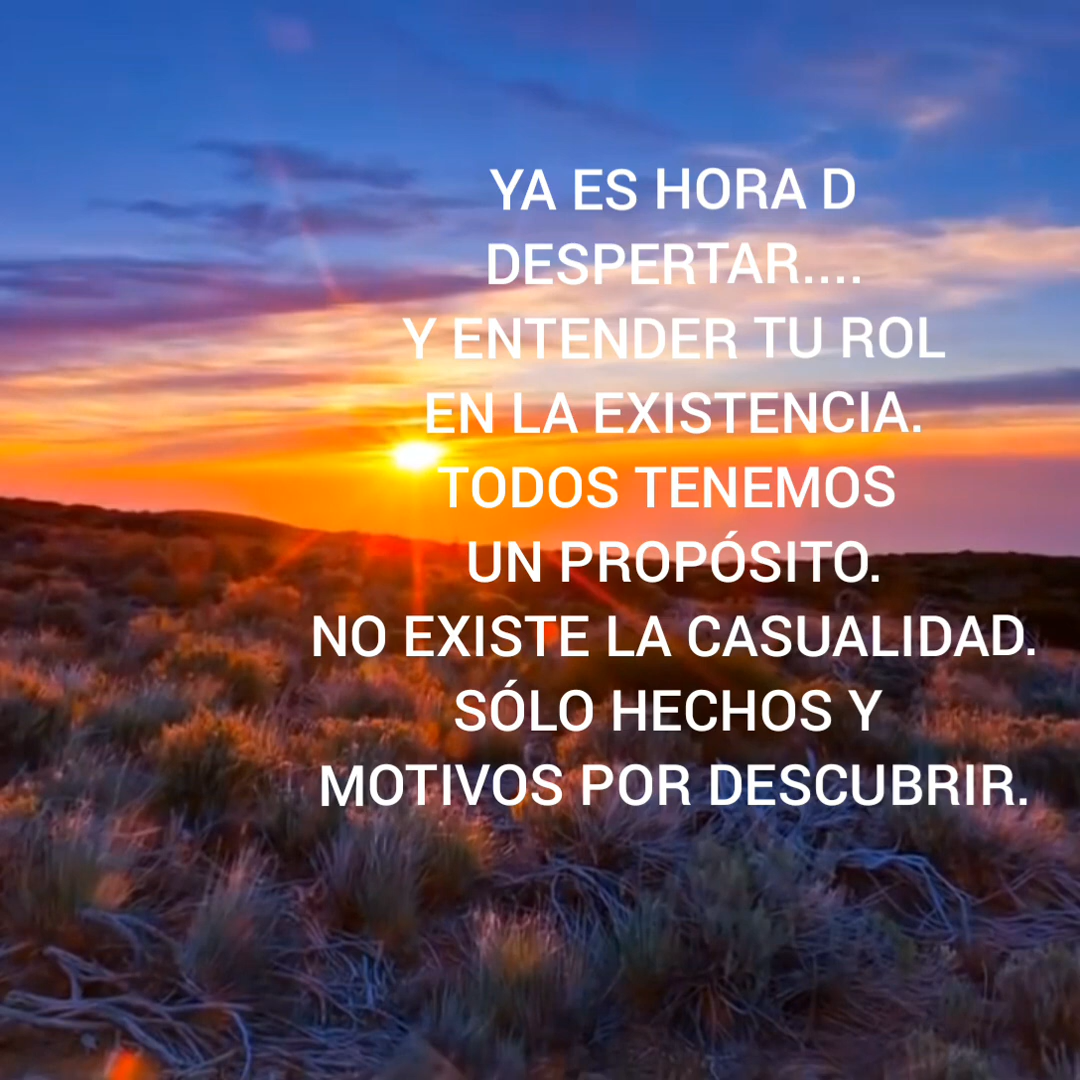 YA ES HORA D
DESPERTAR....
Y ENTENDER TU ROL
EN LA EXISTENCIA.
TODOS TENEMOS
UN PROPÓSITO.
NO EXISTE LA CASUALIDAD.
SÓLO HECHOS Y
MOTIVOS POR DESCUBRIR.